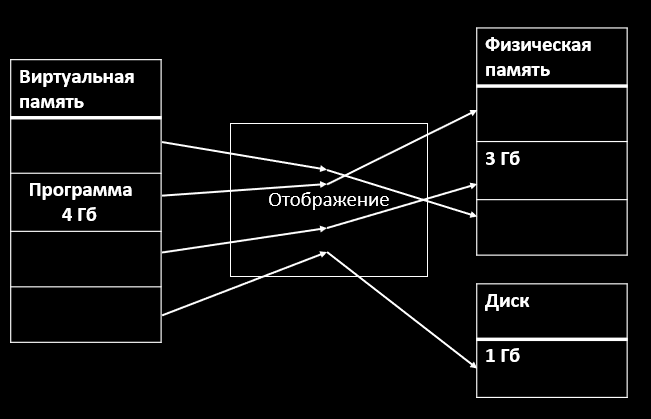 Виртуальная
память
Программа
4 Гб
Отображение
Физическая
память
3 Гб
Диск
1 Гб